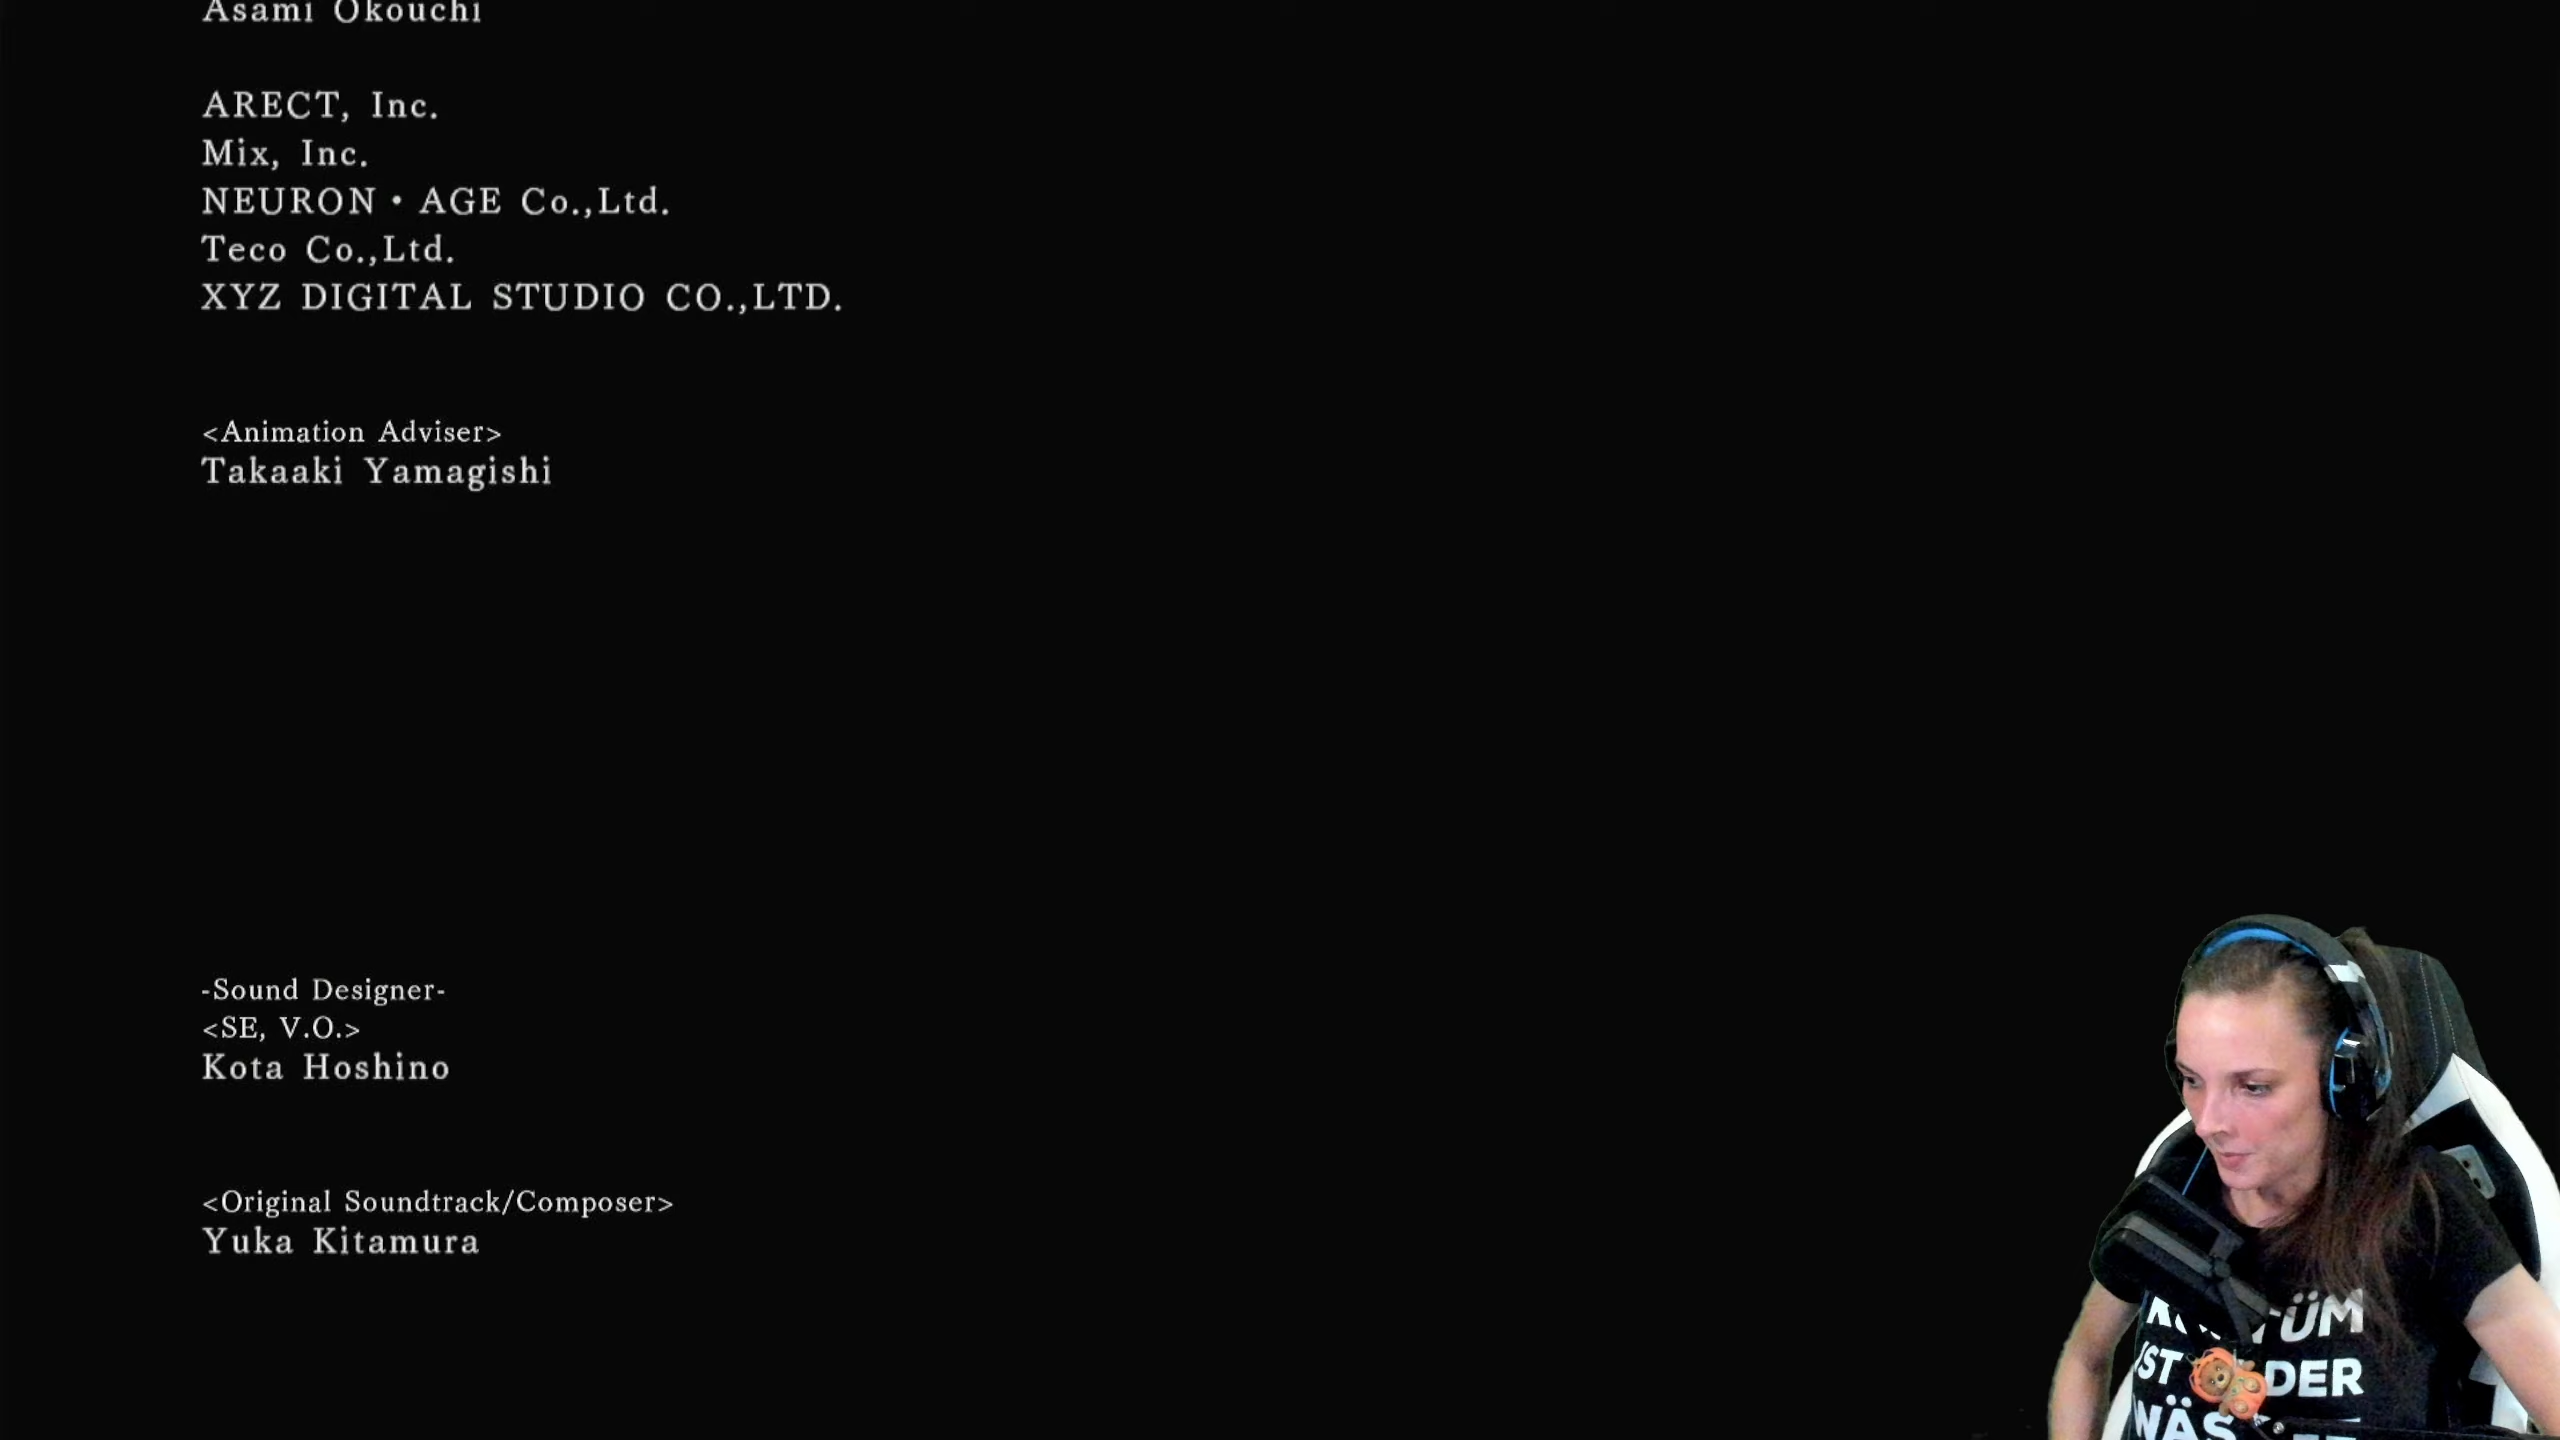 Asami Okouchi
ARECT, Inc.
Mix, Inc.
NEURON・AGE Co.,Ltd.
Teco Co.,Ltd.
XYZ DIGITAL STUDIO CO.,LTD.
<Animation Adviser>
Takaaki Yamagishi
-Sound Designer-
<SE, V.O.>
Kota Hoshino
<Original Soundtrack/Composer>
Yuka Kitamura
IST DER